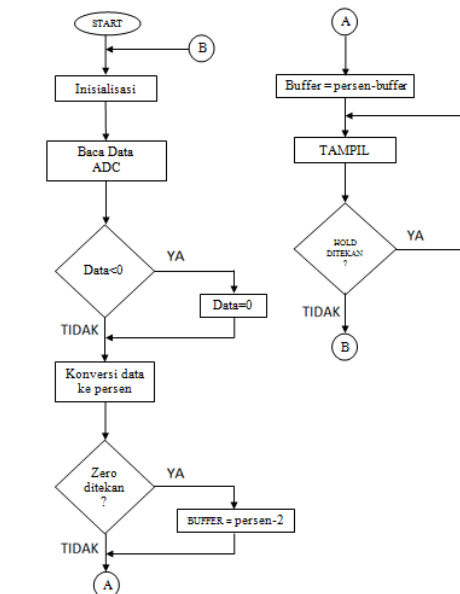 START
B
Inisialisasi
Baca Data
ADC
Data<0
YA
Data=0
TIDAK
Konversi data
ke persen
Zero
ditekan
?
YA
BUFFER = persen-2
TIDAK
A
A
Buffer = persen-buffer
TAMPIL
HOLD
DITEKAN
?
YA
TIDAK
B